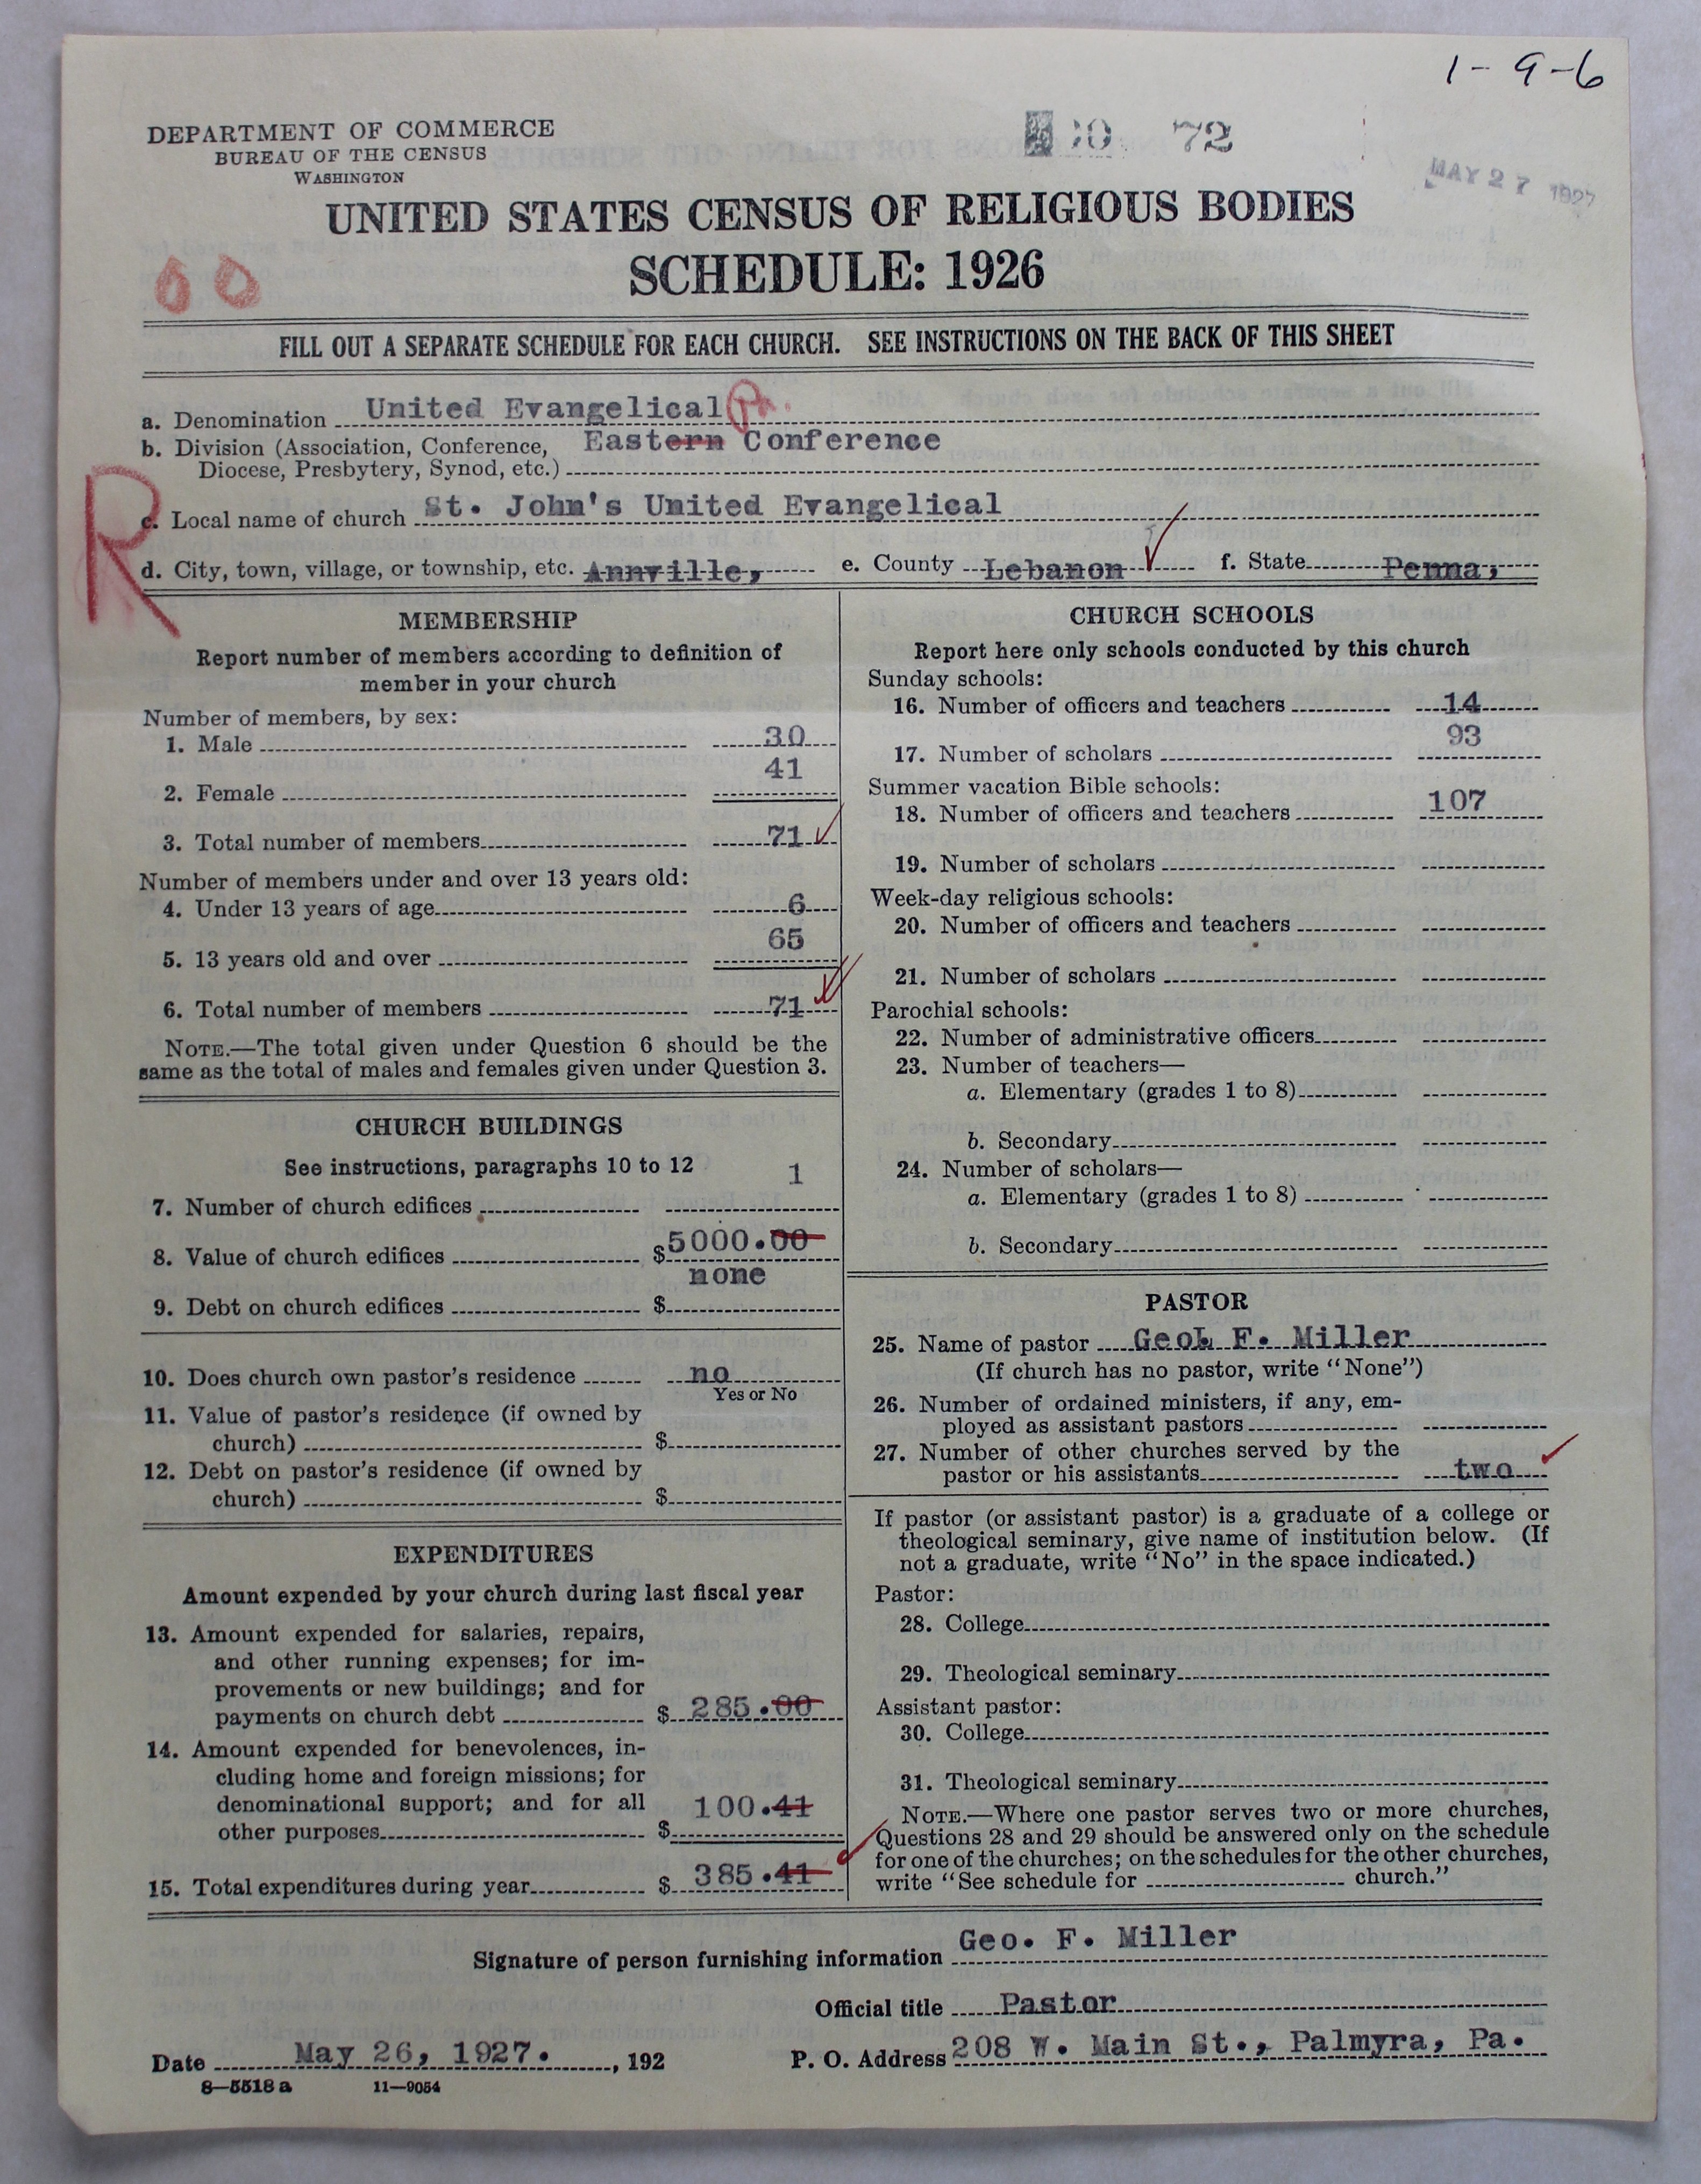 1-9-6
DEPARTMENT OF COMMERCE
BUREAU OF THE CENSUS
WASHINGTON
72
MAY 27 1927
UNITED STATES CENSUS OF RELIGIOUS BODIES
SCHEDULE: 1926
60
FILL OUT A SEPARATE SCHEDULE FOR EACH CHURCH. SEE INSTRUCTIONS ON THE BACK OF THIS SHEET
a. Denomination United Evangelical
b. Division (Association, Conference, Eastern Conference
Diocese, Presbytery, Synod, etc.)
R
c. Local name of church St. John's United Evangelical
d. City, town, village, or township, etc. Annville, e. County Lebanon f. State Penna,
MEMBERSHIP
Report number of members according to definition of
member in your church
Number of members, by sex:
1. Male 30
2. Female 41
3. Total number of members 71
Number of members under and over 13 years old:
4. Under 13 years of age 6
5. 13 years old and over 65
6. Total number of members 71
NOTE.—The total given under Question 6 should be the
same as the total of males and females given under Question 3.
CHURCH BUILDINGS
See instructions, paragraphs 10 to 12
7. Number of church edifices 1
8. Value of church edifices $5000.00
9. Debt on church edifices $ none
10. Does church own pastor's residence no
Yes or No
11. Value of pastor's residence (if owned by
church) $
12. Debt on pastor's residence (if owned by
church) $
EXPENDITURES
Amount expended by your church during last fiscal year
13. Amount expended for salaries, repairs,
and other running expenses; for im-
provements or new buildings; and for
payments on church debt $ 285.00
14. Amount expended for benevolences, in-
cluding home and foreign missions; for
denominational support; and for all
other purposes $ 100.41
15. Total expenditures during year $ 385.41
CHURCH SCHOOLS
Report here only schools conducted by this church
Sunday schools:
16. Number of officers and teachers 14
17. Number of scholars 93
Summer vacation Bible schools:
18. Number of officers and teachers 107
19. Number of scholars
Week-day religious schools:
20. Number of officers and teachers
21. Number of scholars
Parochial schools:
22. Number of administrative officers
23. Number of teachers—
a. Elementary (grades 1 to 8)
b. Secondary
24. Number of scholars—
a. Elementary (grades 1 to 8)
b. Secondary
PASTOR
25. Name of pastor Geo. F. Miller
(If church has no pastor, write "None")
26. Number of ordained ministers, if any, em-
ployed as assistant pastors
27. Number of other churches served by the
pastor or his assistants two
If pastor (or assistant pastor) is a graduate of a college or
theological seminary, give name of institution below. (If
not a graduate, write "No" in the space indicated.)
Pastor:
28. College
29. Theological seminary
Assistant pastor:
30. College
31. Theological seminary
NOTE.—Where one pastor serves two or more churches,
Questions 28 and 29 should be answered only on the schedule
for one of the churches; on the schedules for the other churches,
write "See schedule for church."
Signature of person furnishing information Geo. F. Miller
Official title Pastor
Date May 26, 1927. , 192
P. O. Address 208 W. Main St., Palmyra, Pa.
8—5518 a 11—9054